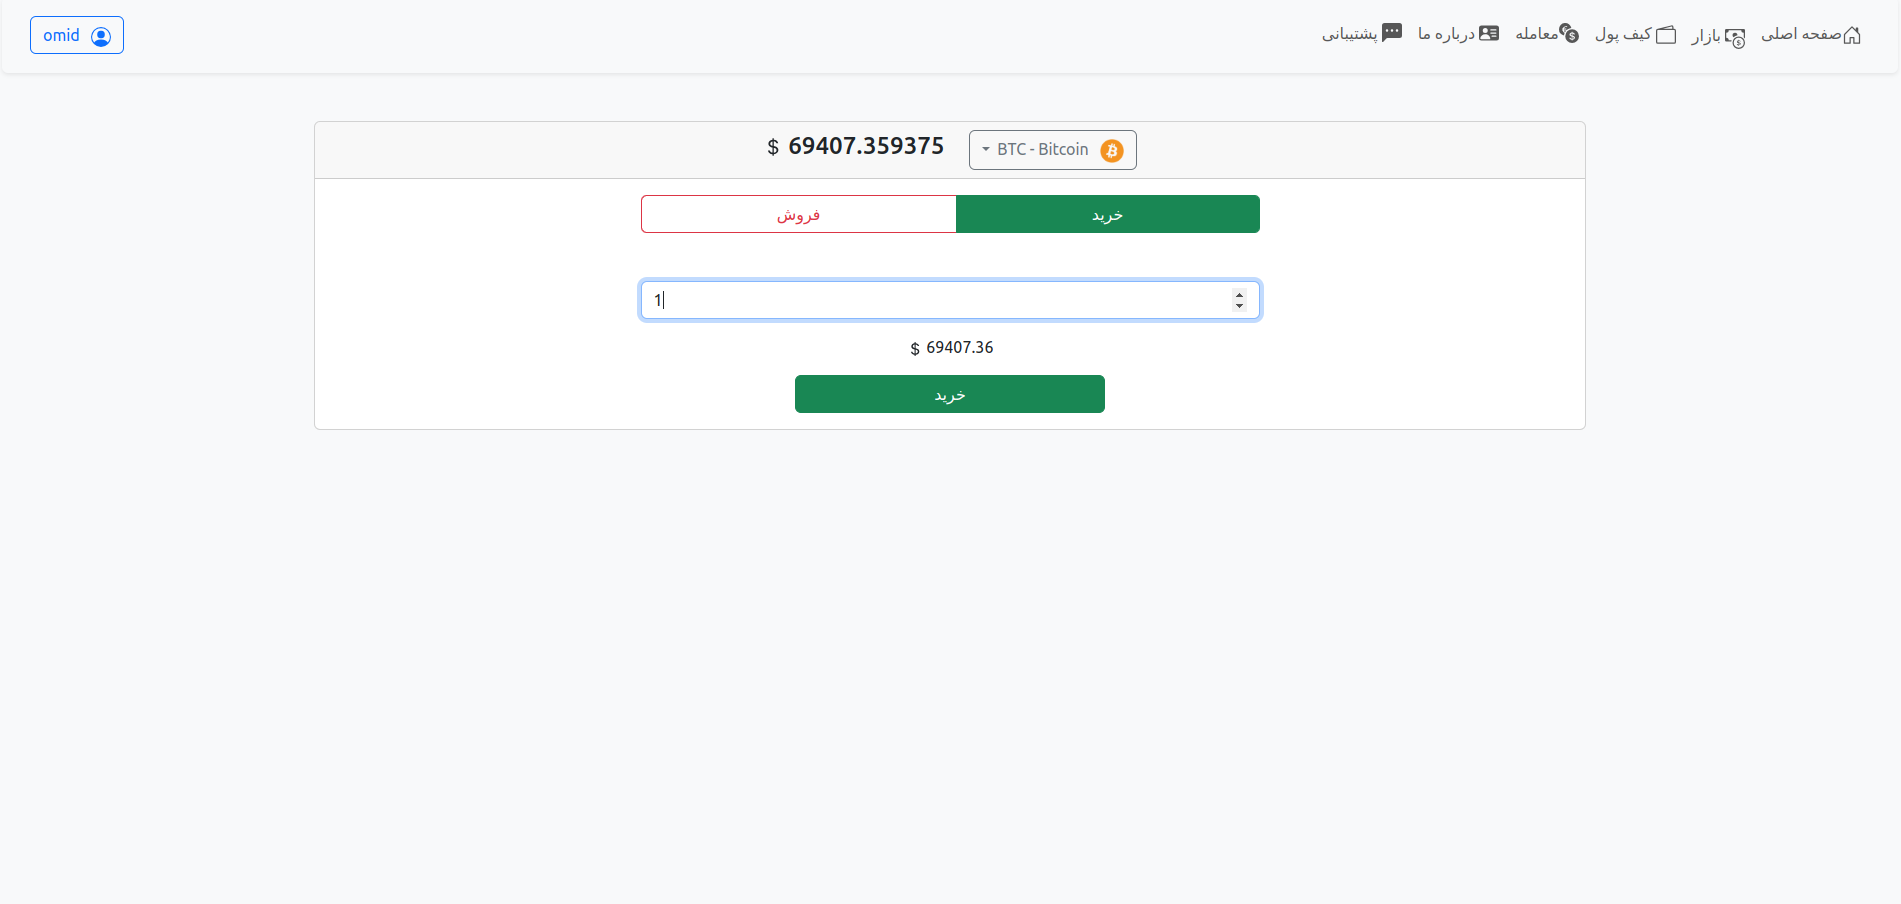 صفحه اصلی
بازار
کیف پول
معامله
درباره ما
پشتیبانی
omid
BTC - Bitcoin
69407.359375 $
خرید
فروش
1
69407.36 $
خرید